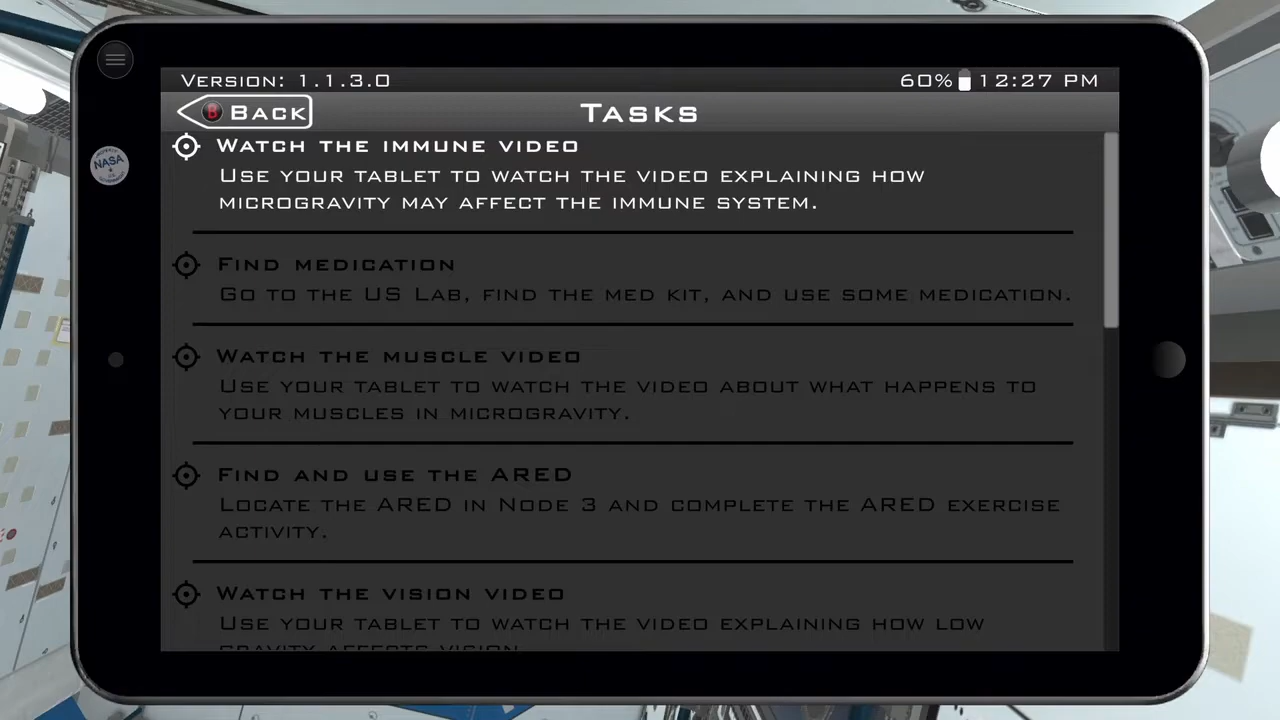 Version: 1.1.3.0
60% 12:27 PM
B Back
Tasks
NASA
Watch the immune video
Use your tablet to watch the video explaining how
microgravity may affect the immune system.
Find medication
Go to the US Lab, find the med kit, and use some medication.
Watch the muscle video
Use your tablet to watch the video about what happens to
your muscles in microgravity.
Find and use the ARED
Locate the ARED in Node 3 and complete the ARED exercise
activity.
Watch the vision video
Use your tablet to watch the video explaining how low
gravity affects vision.